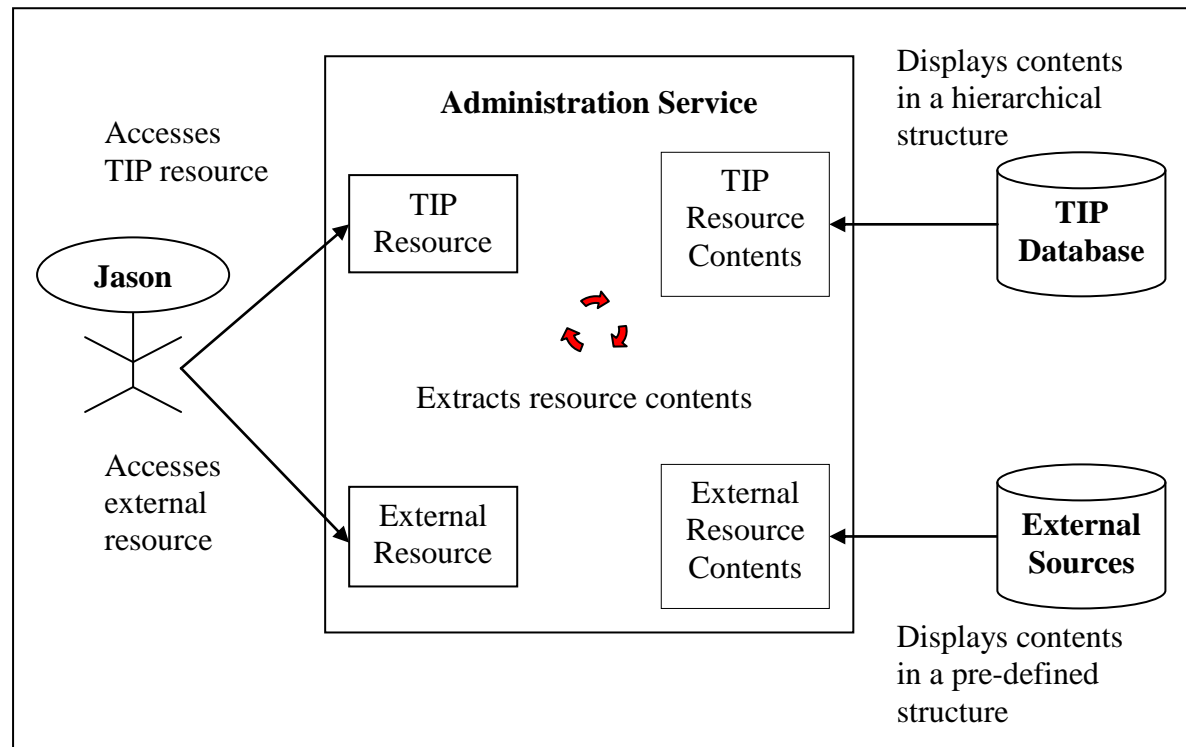 Displays contents
in a hierarchical
structure
Administration Service
Accesses
TIP resource
TIP
Resource
TIP
Resource
Contents
TIP
Database
Jason
Extracts resource contents
Accesses
external
resource
External
Resource
External
Resource
Contents
External
Sources
Displays contents
in a pre-defined
structure